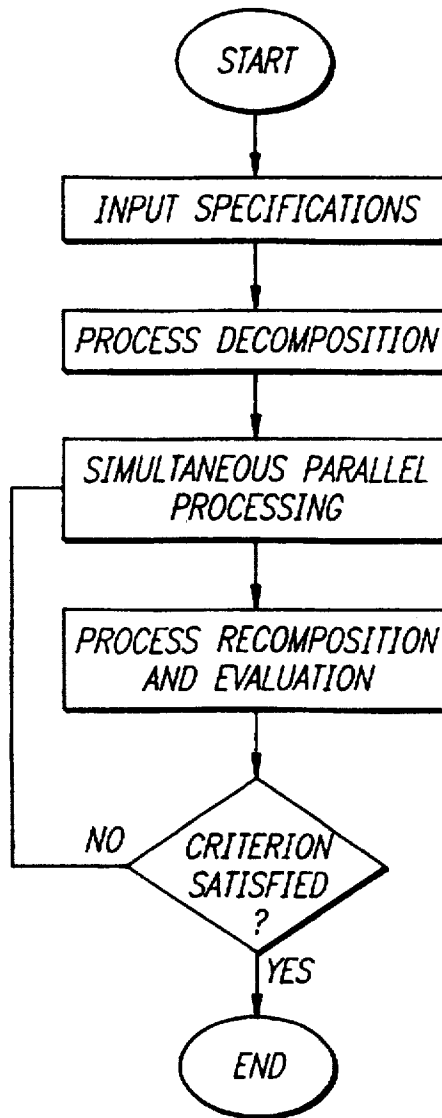 START
INPUT SPECIFICATIONS
PROCESS DECOMPOSITION
SIMULTANEOUS PARALLEL
PROCESSING
PROCESS RECOMPOSITION
AND EVALUATION
NO
CRITERION
SATISFIED
?
YES
END